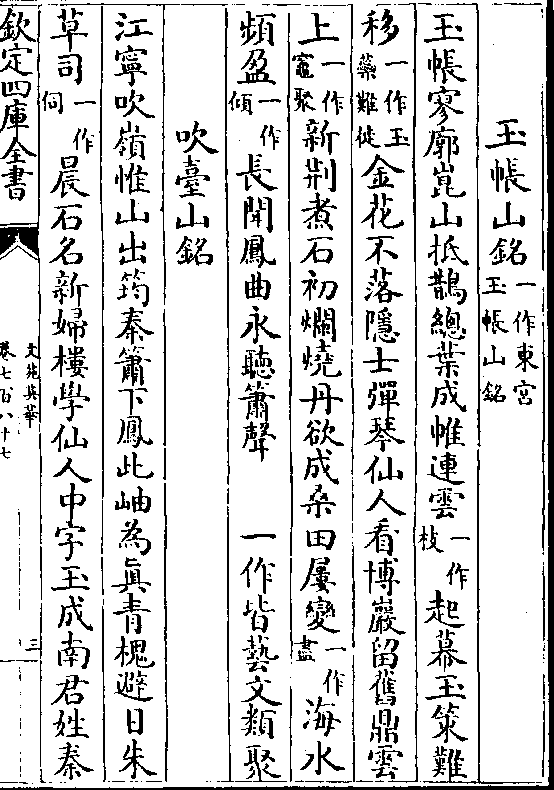 玉帳山銘一作東宮玉帳山銘
玉帳寥廓崑山抵鵲總葉成帷連雲一作枝起幕玉策難
移一作玉藥難徙金花不落隱士彈琴仙人看博巖留舊鼎雲
上一作竈聚新荆煮石初爛燒丹欲成桑田屢變一作盡海水
頻盈一作傾長聞鳳曲永聽簫聲　一作皆藝文類聚
吹臺山銘
江寧吹嶺惟山出筠秦簫下鳳此岫為真青槐避日朱
草司一作伺晨石名新婦樓學仙人中字玉成南君姓秦
欽定四庫全書
文苑英華
卷七百八十七
三